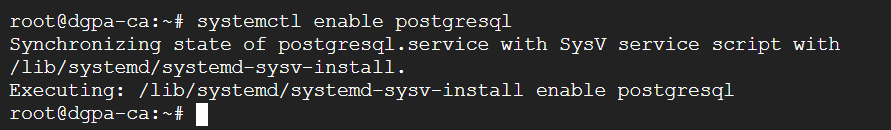 root@dgpa-ca:~# systemctl enable postgresql
Synchronizing state of postgresql.service with SysV service script with
/lib/systemd/systemd-sysv-install.
Executing: /lib/systemd/systemd-sysv-install enable postgresql
root@dgpa-ca:~#